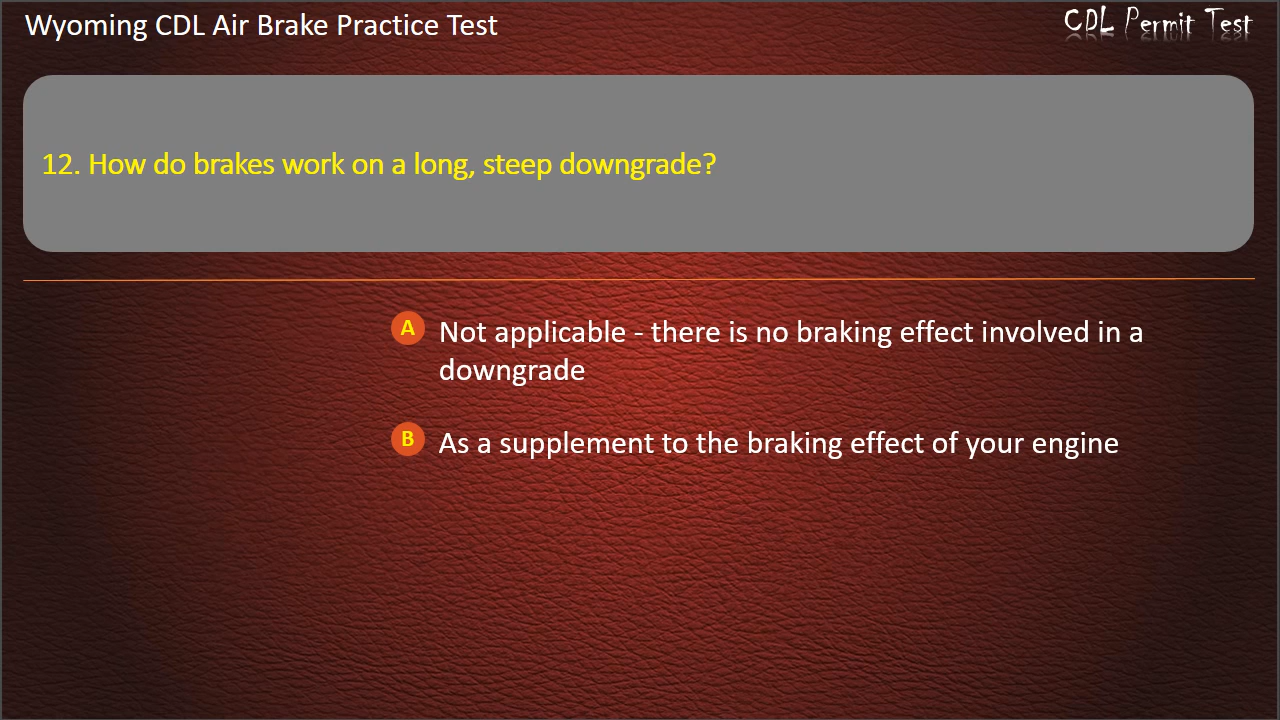 Wyoming CDL Air Brake Practice Test
CDL Permit Test
12. How do brakes work on a long, steep downgrade?
A Not applicable - there is no braking effect involved in a
downgrade
B As a supplement to the braking effect of your engine